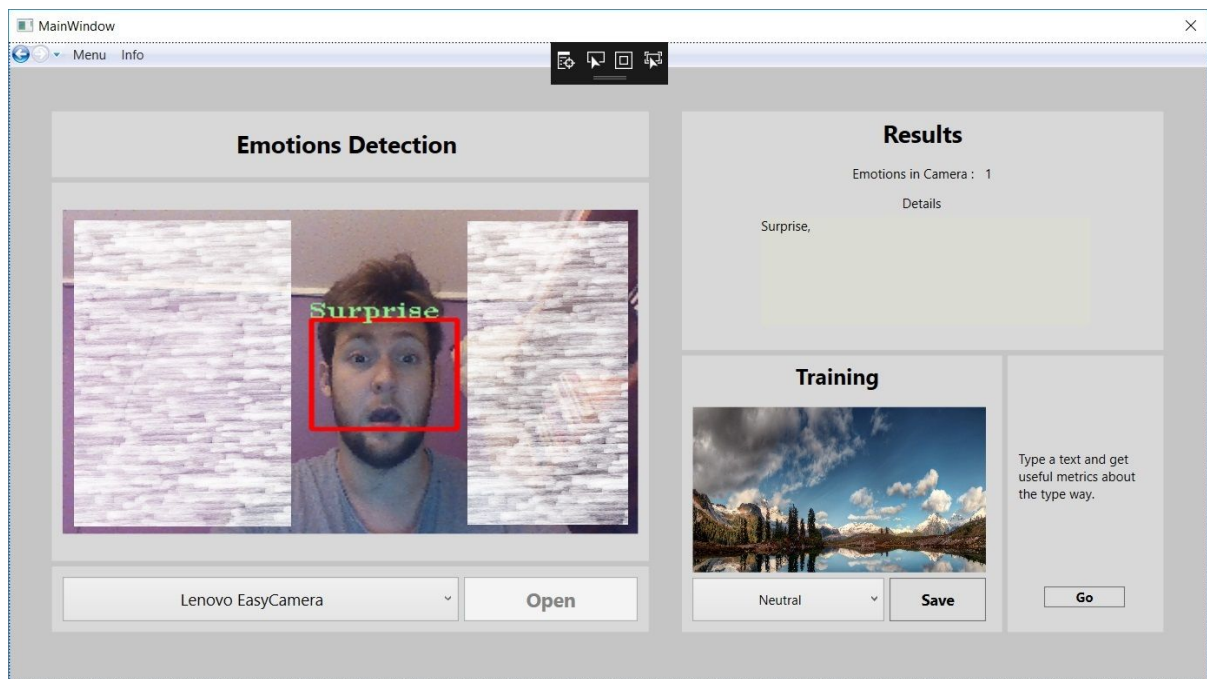 MainWindow
Menu Info
Emotions Detection
Surprise
Lenovo EasyCamera
Open
Results
Emotions in Camera : 1
Details
Surprise,
Training
Neutral
Save
Type a text and get
useful metrics about
the type way.
Go